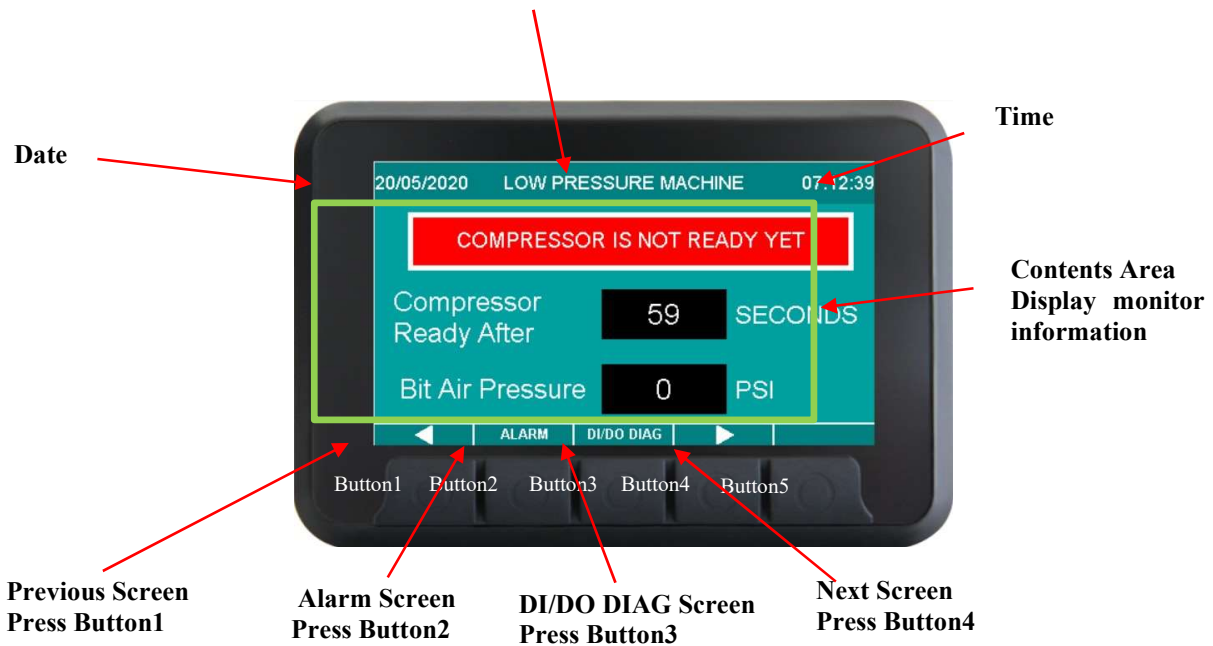 Time
Date
20/05/2020 LOW PRESSURE MACHINE 07:12:39
COMPRESSOR IS NOT READY YET
Contents Area
Display monitor
information
Compressor
Ready After
59 SECONDS
Bit Air Pressure 0 PSI
ALARM DI/DO DIAG
Button1 Button2 Button3 Button4 Button5
Previous Screen
Press Button1
Alarm Screen
Press Button2
DI/DO DIAG Screen
Press Button3
Next Screen
Press Button4